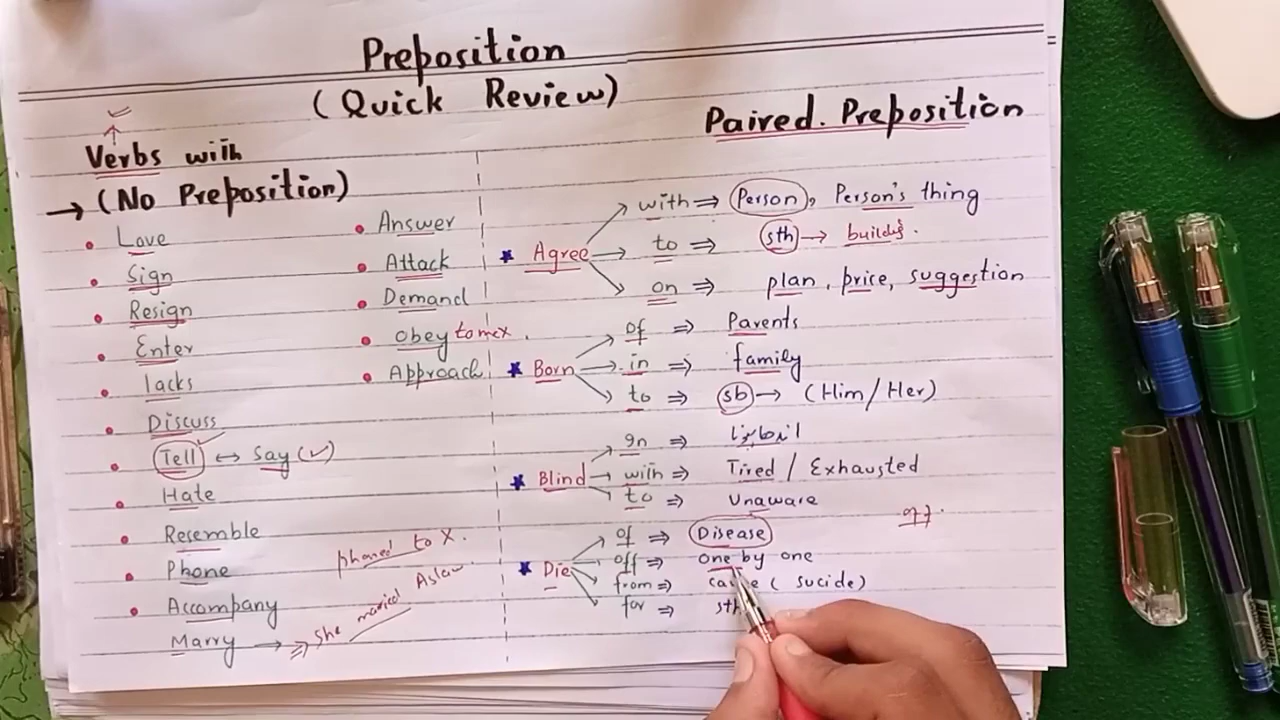 Preposition
(Quick Review)
Verbs with
→ (No Preposition)
• Love
• Sign
• Resign
• Enter
• lacks
• Discuss
• Tell ↔ Say (✓)
• Hate
• Resemble
• Phone
phoned to X.
• Accompany
Marry →
She married Aslam
• Answer
• Attack
• Demand
• obey to me x .
• Approach
Paired. Preposition
★ Agree
with ⇒ Person, Person's thing
to ⇒ sth →
on ⇒ plan, price, suggestion
★ Born
of ⇒ Parents
in ⇒ family
to ⇒ sb → (Him/Her)
★ Blind
in ⇒
with ⇒ Tired / Exhausted
to ⇒ Unaware
★ Die
of ⇒ Disease
off ⇒ one by one
from ⇒ cause (sucide)
for ⇒ sth